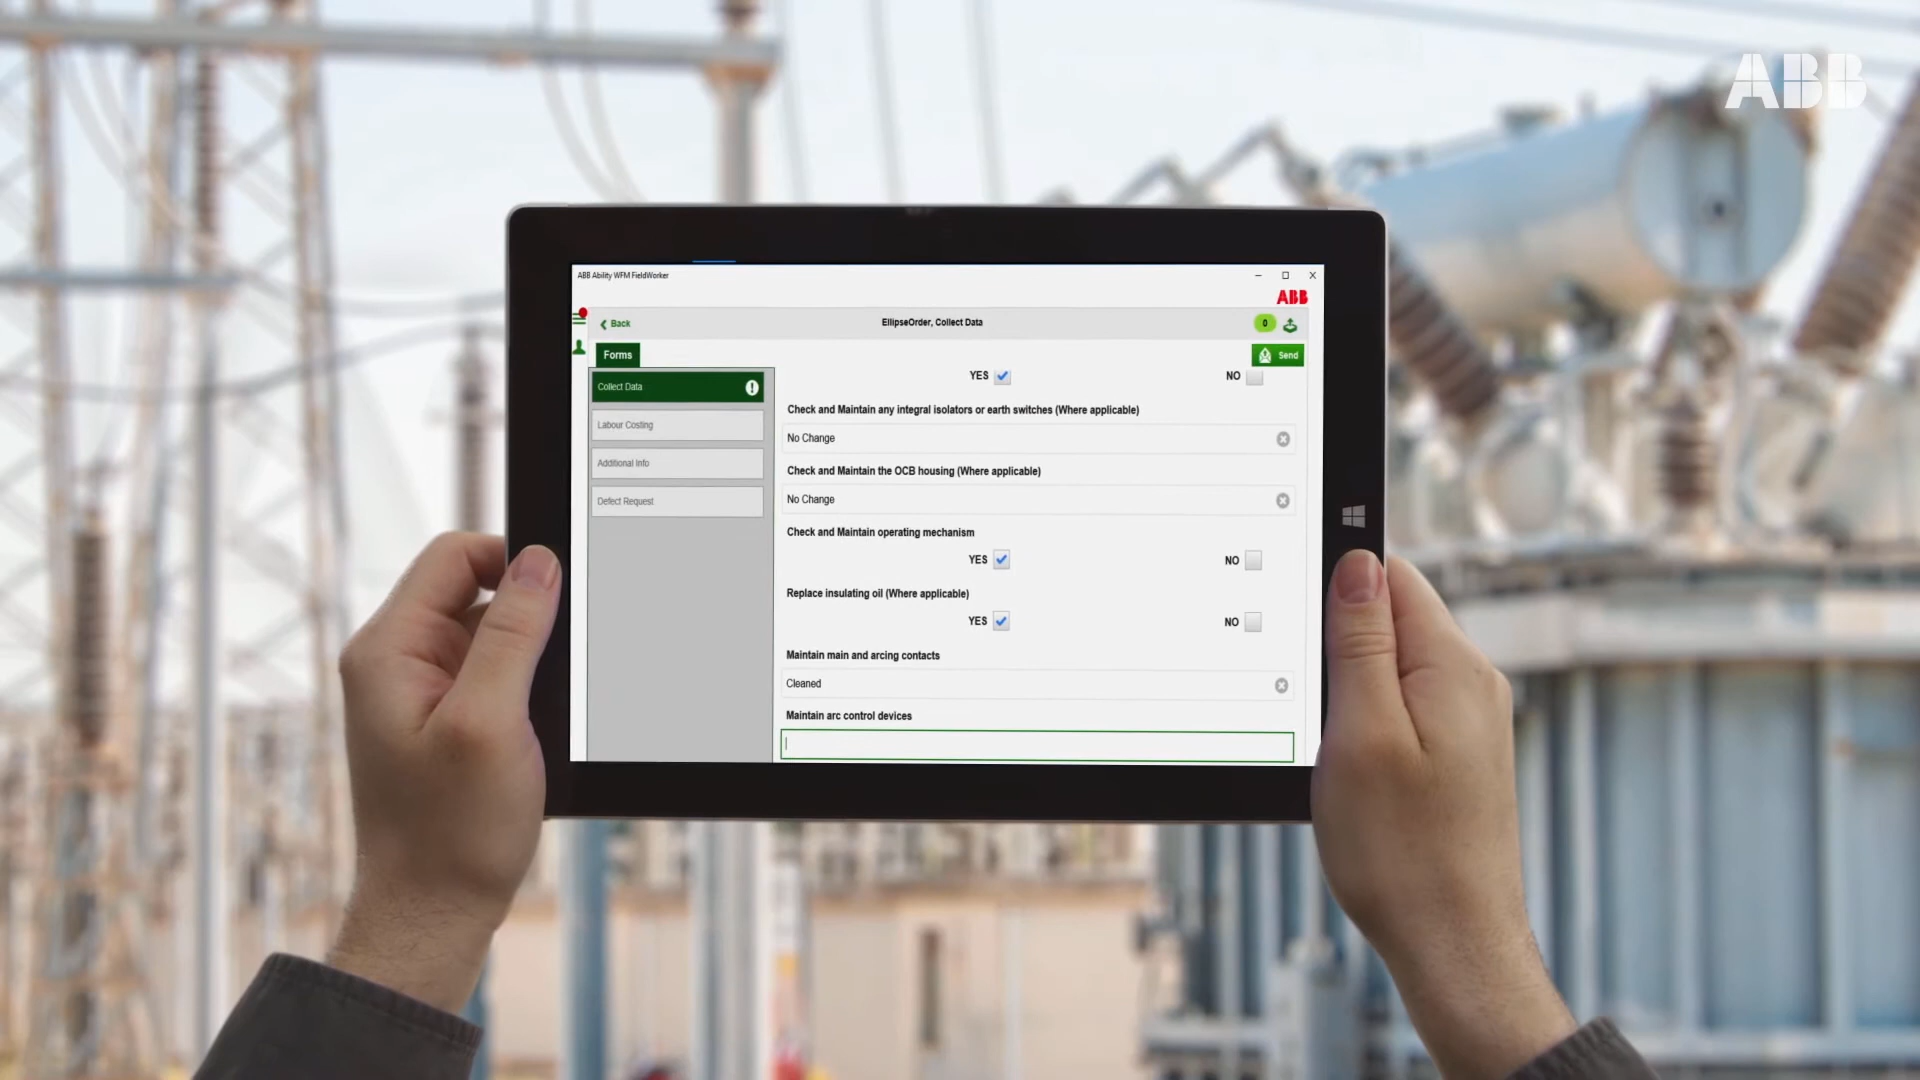 ABB
ABB Ability WFM FieldWorker
ABB
Back
EllipseOrder, Collect Data
0
Forms
Send
Collect Data
Labour Costing
Additional Info
Defect Request
YES
NO
Check and Maintain any integral isolators or earth switches (Where applicable)
No Change
Check and Maintain the OCB housing (Where applicable)
No Change
Check and Maintain operating mechanism
YES
NO
Replace insulating oil (Where applicable)
YES
NO
Maintain main and arcing contacts
Cleaned
Maintain arc control devices